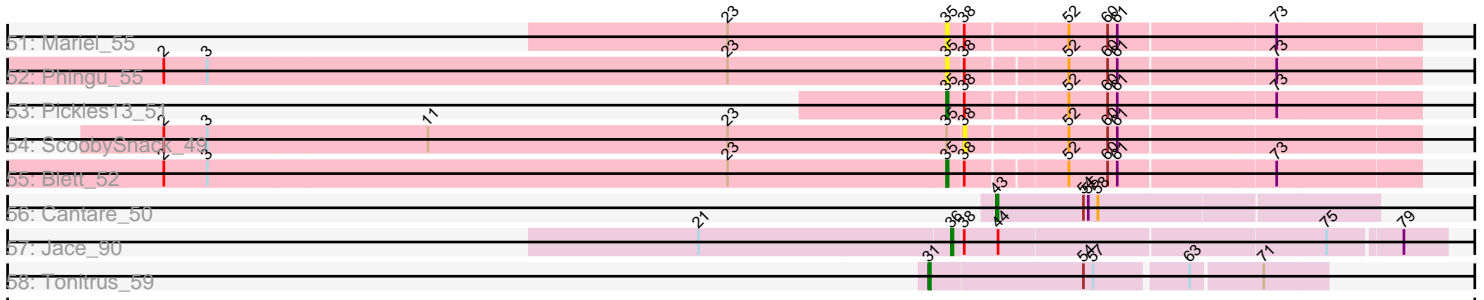 23 35 38 52 60 61 73
51: Mariel_55
2 3 23 35 38 52 60 61 73
52: Phingu_55
35 38 52 60 61 73
53: Pickles13_51
2 3 11 23 35 38 52 60 61
54: ScoobySnack_49
2 3 23 35 38 52 60 61 73
55: Blett_52
43 54 58
56: Cantare_50
21 36 38 44 75 79
57: Jace_90
31 54 57 63 71
58: Tonitrus_59